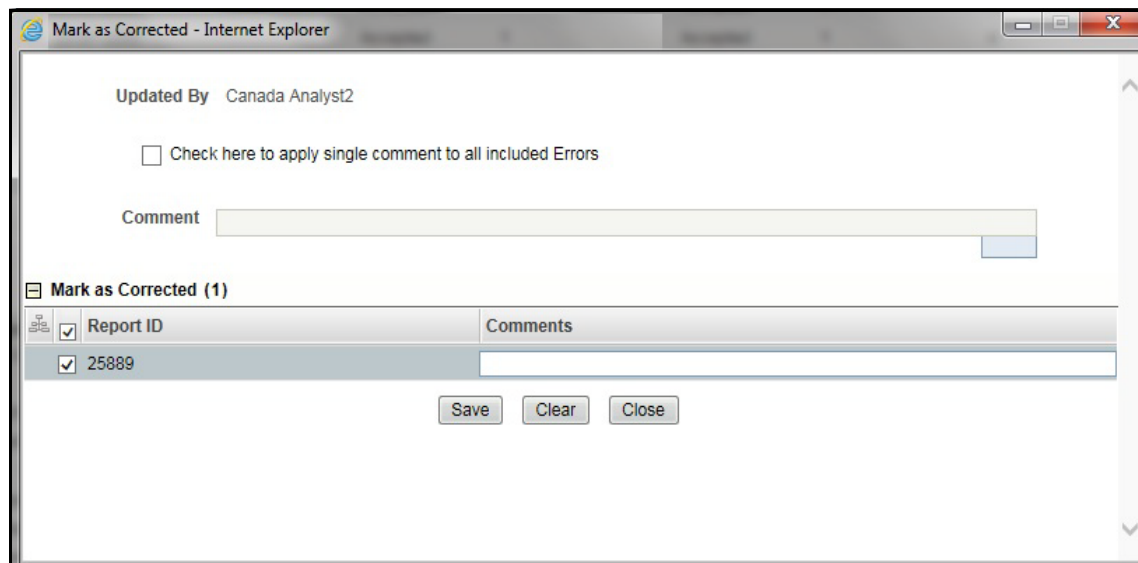 Mark as Corrected - Internet Explorer
Updated By Canada Analyst2
Check here to apply single comment to all included Errors
Comment
Mark as Corrected (1)
Report ID Comments
25889
Save Clear Close